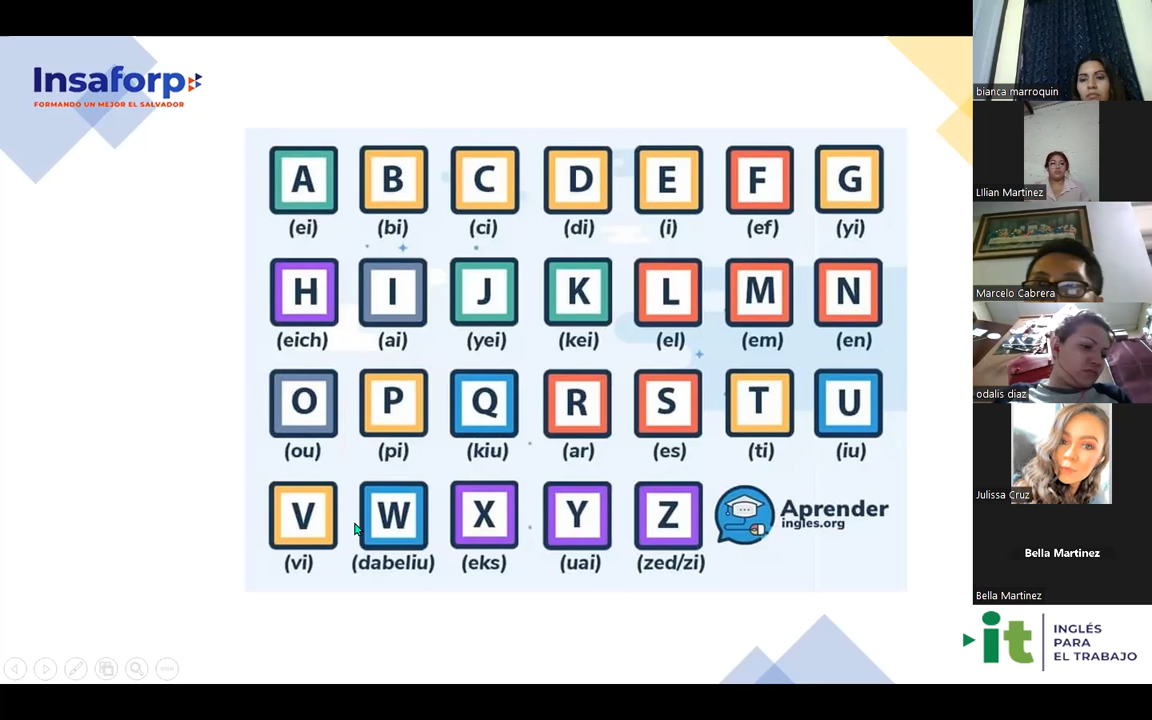 Insaforp
FORMANDO UN MEJOR EL SALVADOR
A B C D E F G
(ei) (bi) (ci) (di) (i) (ef) (yi)
H I J K L M N
(eich) (ai) (yei) (kei) (el) (em) (en)
O P Q R S T U
(ou) (pi) (kiu) (ar) (es) (ti) (iu)
V W X Y Z
(vi) (dabeliu) (eks) (uai) (zed/zi)
Aprender
ingles.org
bianca marroquin
LIlian Martinez
Marcelo Cabrera
odalis diaz
Julissa Cruz
Bella Martinez
Bella Martinez
it
INGLÉS
PARA
EL TRABAJO